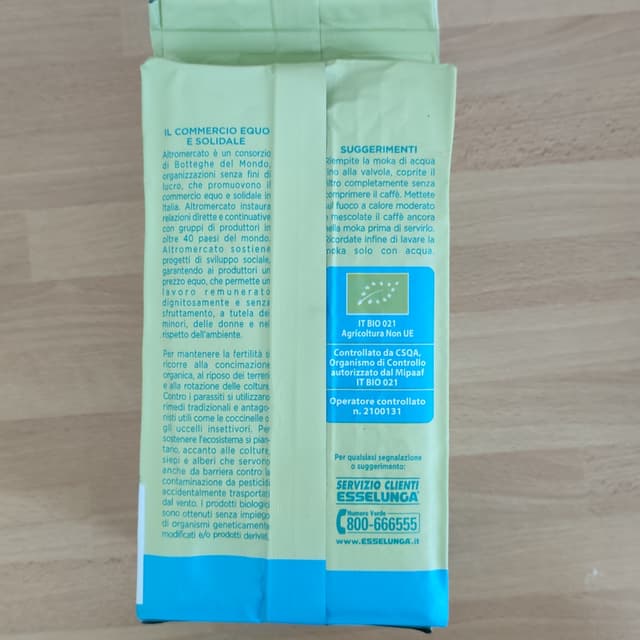 IL COMMERCIO EQUO
E SOLIDALE
Altromercato è un consorzio
di Botteghe del Mondo,
organizzazioni senza fini di
lucro, che promuovono il
commercio equo e solidale in
Italia. Altromercato instaura
relazioni dirette e continuative
con gruppi di produttori in
oltre 40 paesi del mondo.
Altromercato sostiene
progetti di sviluppo sociale,
garantendo ai produttori un
prezzo equo, che permette un
lavoro remunerato
dignitosamente e senza
sfruttamento, a tutela dei
minori, delle donne e nel
rispetto dell'ambiente.
Per mantenere la fertilità si
ricorre alla concimazione
organica, al riposo dei terreni
e alla rotazione delle colture.
Contro i parassiti si utilizzano
rimedi tradizionali e antago-
nisti utili come le coccinelle o
gli uccelli insettivori. Per
sostenere l'ecosistema si pian-
tano, accanto alle colture,
siepi e alberi che servono
anche da barriera contro la
contaminazione da pesticidi
accidentalmente trasportati
dal vento. I prodotti biologici
sono ottenuti senza impiego
di organismi geneticamente
modificati e/o prodotti derivati.
SUGGERIMENTI
Riempite la moka di acqua
fino alla valvola, coprite il
filtro completamente senza
comprimere il caffè. Mettete
sul fuoco a calore moderato
e mescolate il caffè ancora
nella moka prima di servirlo.
Ricordate infine di lavare la
moka solo con acqua.
IT BIO 021
Agricoltura Non UE
Controllato da CSQA,
Organismo di Controllo
autorizzato dal Mipaaf
IT BIO 021
Operatore controllato
n. 2100131
Per qualsiasi segnalazione
o suggerimento:
SERVIZIO CLIENTI
ESSELUNGA
Numero Verde
800-666555
www.ESSELUNGA.it